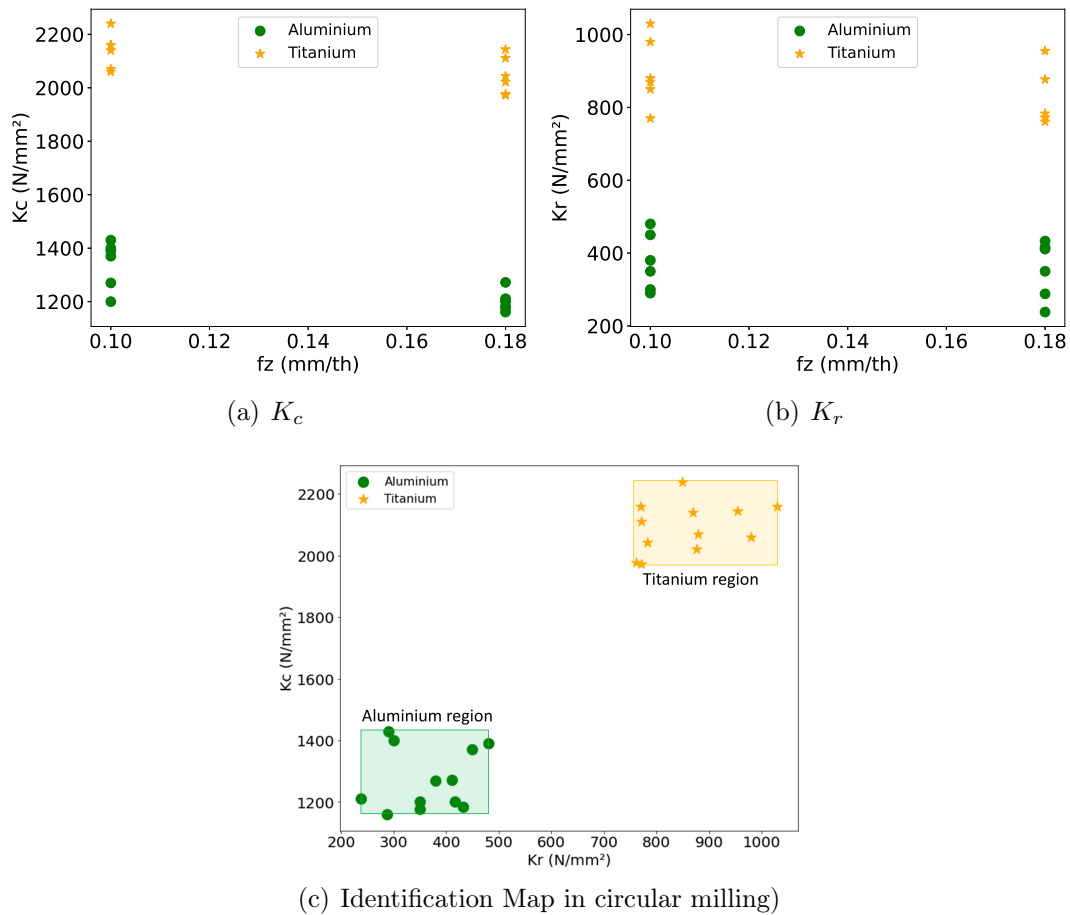 Kc (N/mm²)
2200
2000
1800
1600
1400
1200
Aluminium
Titanium
0.10 0.12 0.14 0.16 0.18
fz (mm/th)
(a) K_c
Kr (N/mm²)
1000
800
600
400
200
Aluminium
Titanium
0.10 0.12 0.14 0.16 0.18
fz (mm/th)
(b) K_r
Kc (N/mm²)
2200
2000
1800
1600
1400
1200
Aluminium
Titanium
Titanium region
Aluminium region
200 300 400 500 600 700 800 900 1000
Kr (N/mm²)
(c) Identification Map in circular milling)